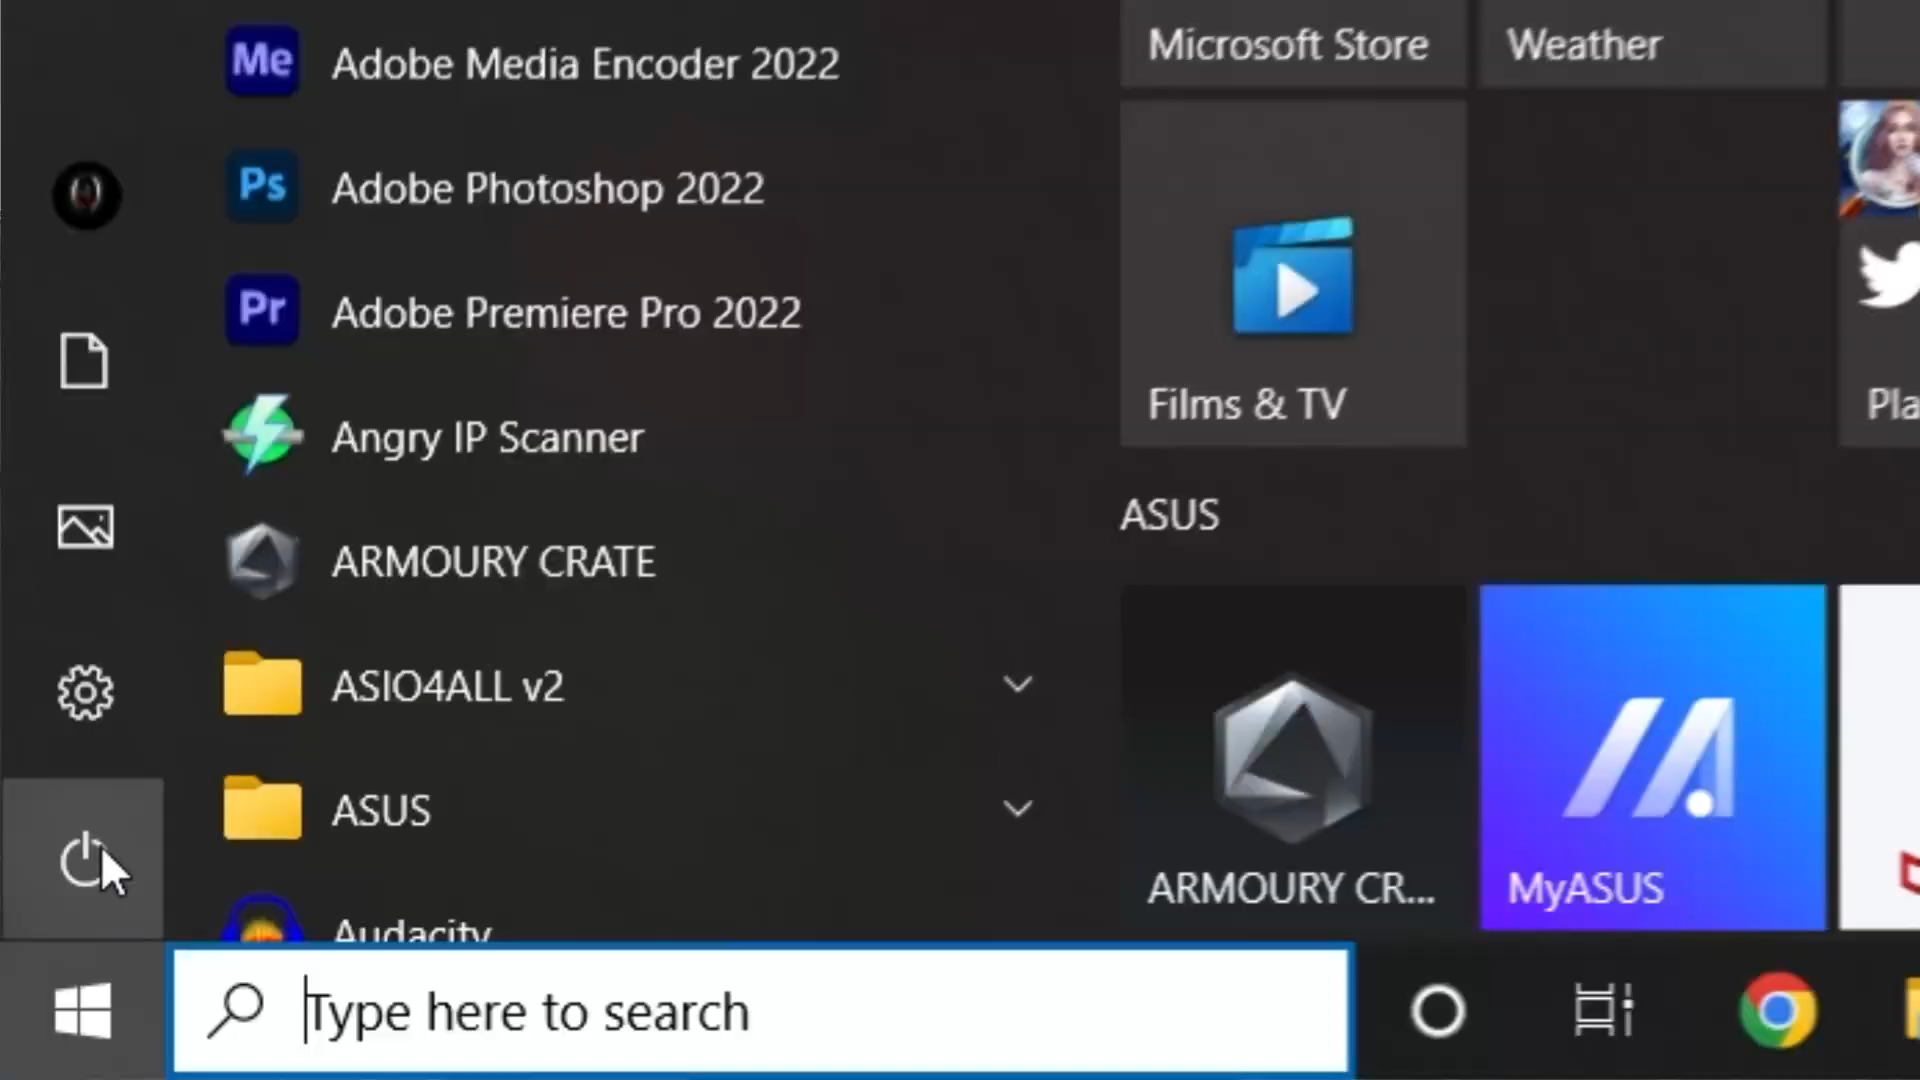 Me Adobe Media Encoder 2022
Ps Adobe Photoshop 2022
Pr Adobe Premiere Pro 2022
Angry IP Scanner
ARMOURY CRATE
ASIO4ALL v2
ASUS
Audacity
Microsoft Store
Weather
Films & TV
Pla
ASUS
ARMOURY CR...
MyASUS
Type here to search